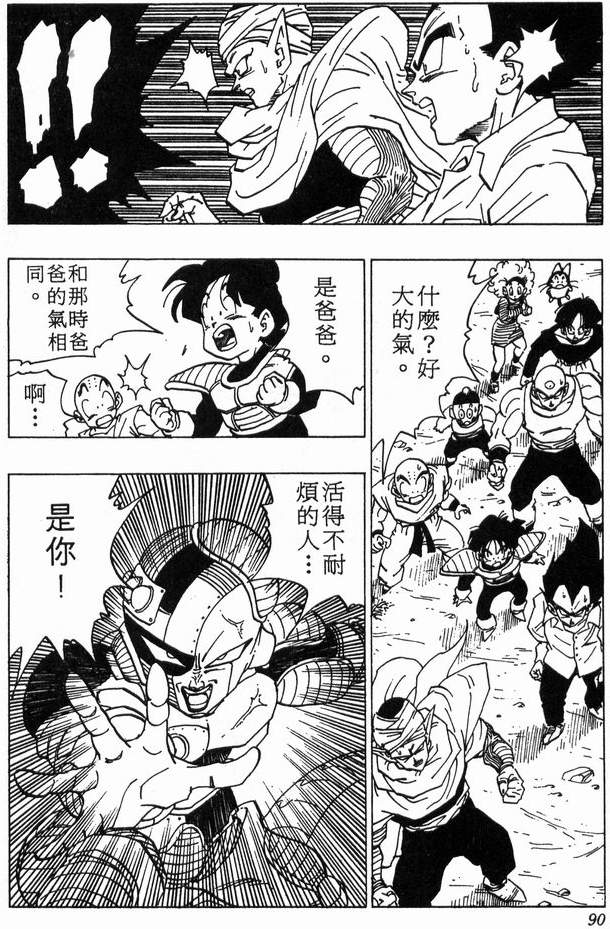 什麼？好
大的氣。
是爸爸。
和那時爸
爸的氣相
同。
啊…
活得不耐
煩的人…
是你！
90